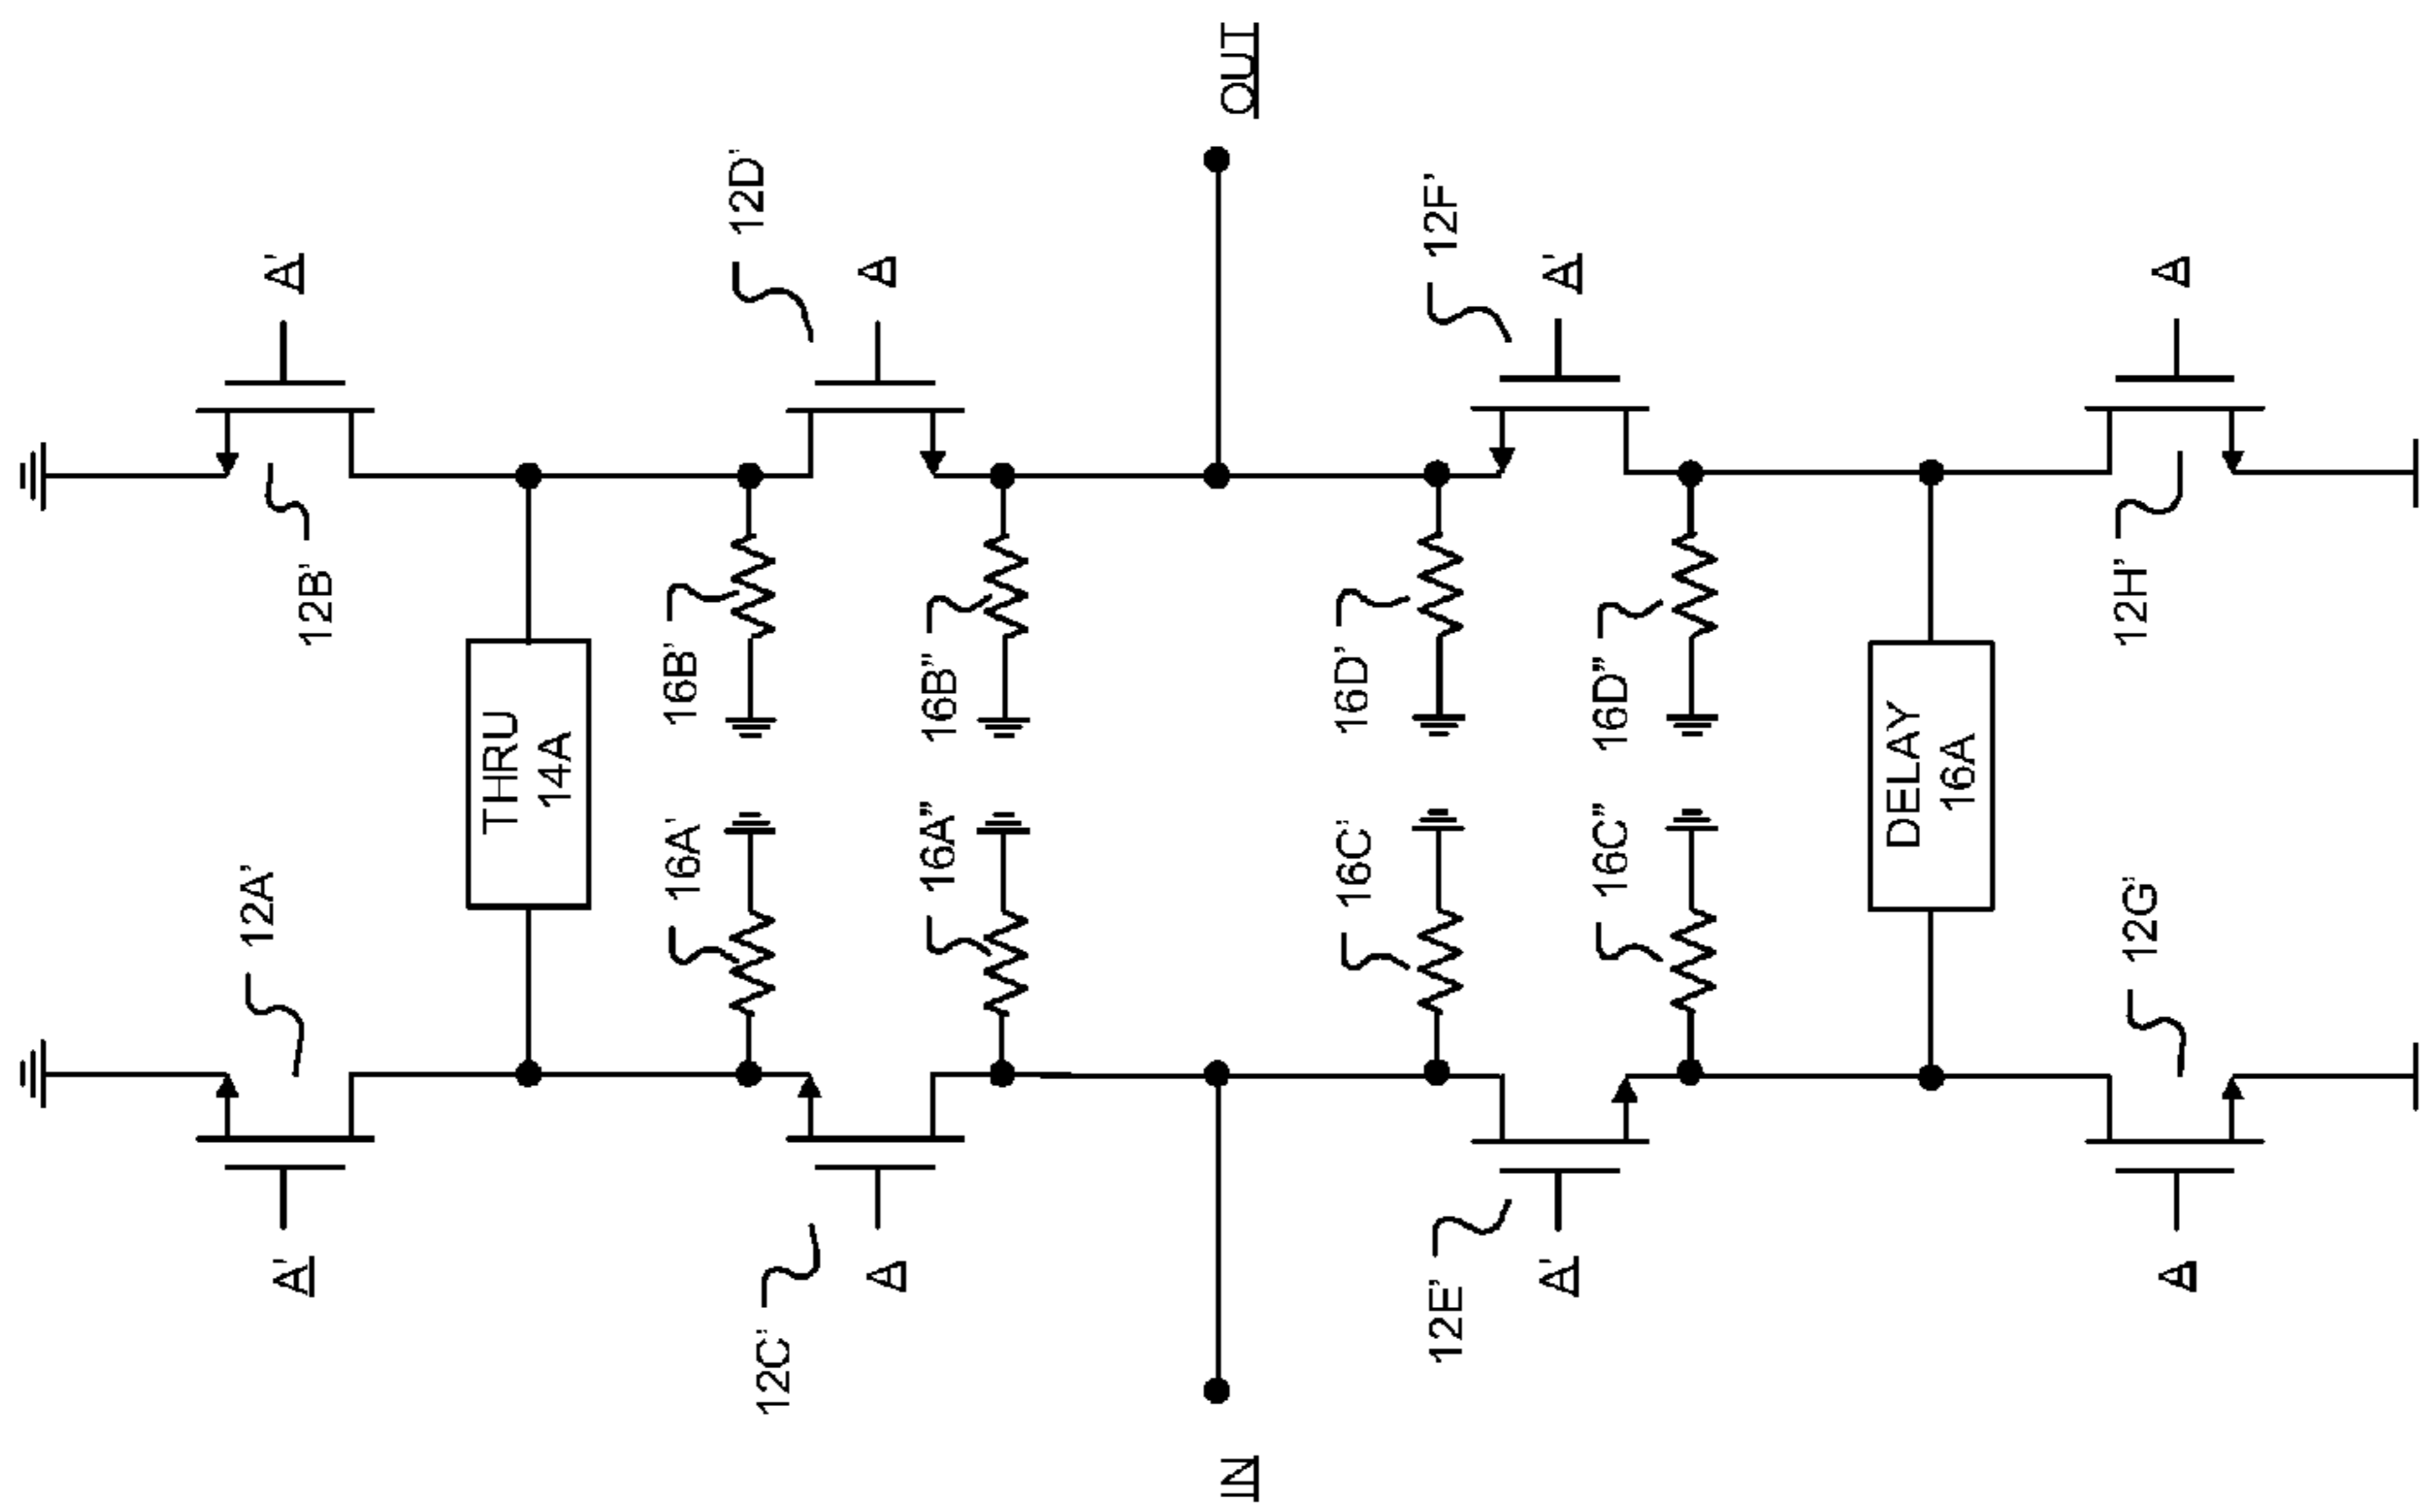 12A'
A'
A'
12B'
THRU
14A
16A'
16B'
12D'
12C'
A
A
16A"
16B"
IN
OUT
16C'
16D'
12E'
12F'
A'
A'
16C"
16D"
DELAY
16A
12G'
12H'
A
A